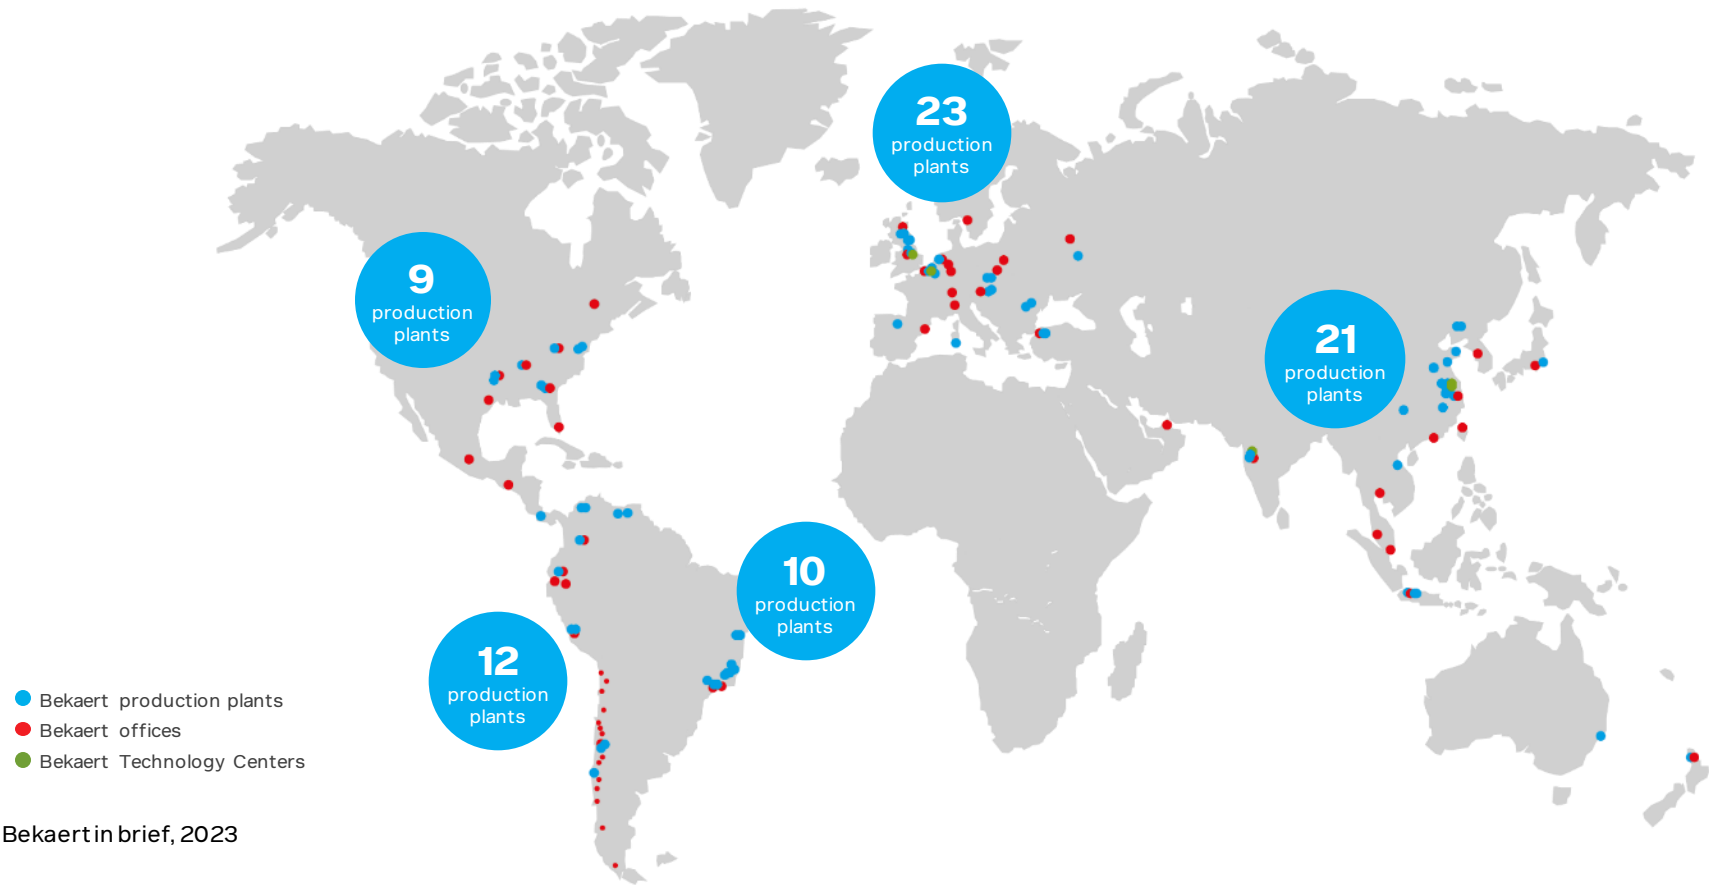 23
production
plants
9
production
plants
21
production
plants
10
production
plants
12
production
plants
Bekaert production plants
Bekaert offices
Bekaert Technology Centers
Bekaert in brief, 2023